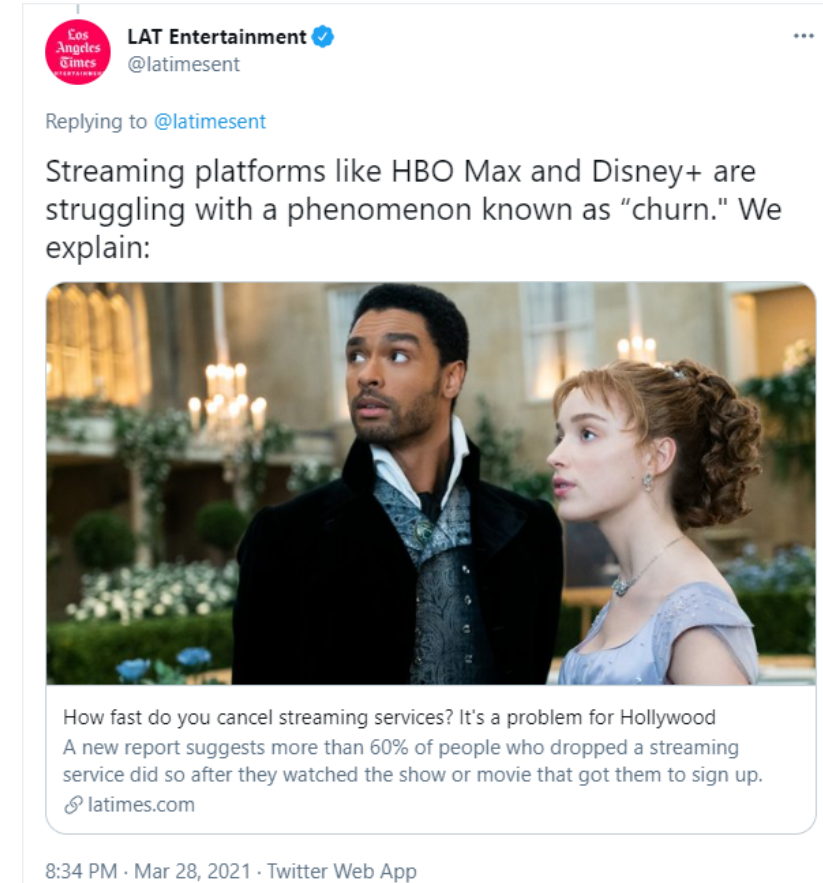 Los
Angeles
Times
ENTERTAINMENT
LAT Entertainment
@latimesent
Replying to @latimesent
Streaming platforms like HBO Max and Disney+ are
struggling with a phenomenon known as “churn." We
explain:
How fast do you cancel streaming services? It's a problem for Hollywood
A new report suggests more than 60% of people who dropped a streaming
service did so after they watched the show or movie that got them to sign up.
latimes.com
8:34 PM · Mar 28, 2021 · Twitter Web App